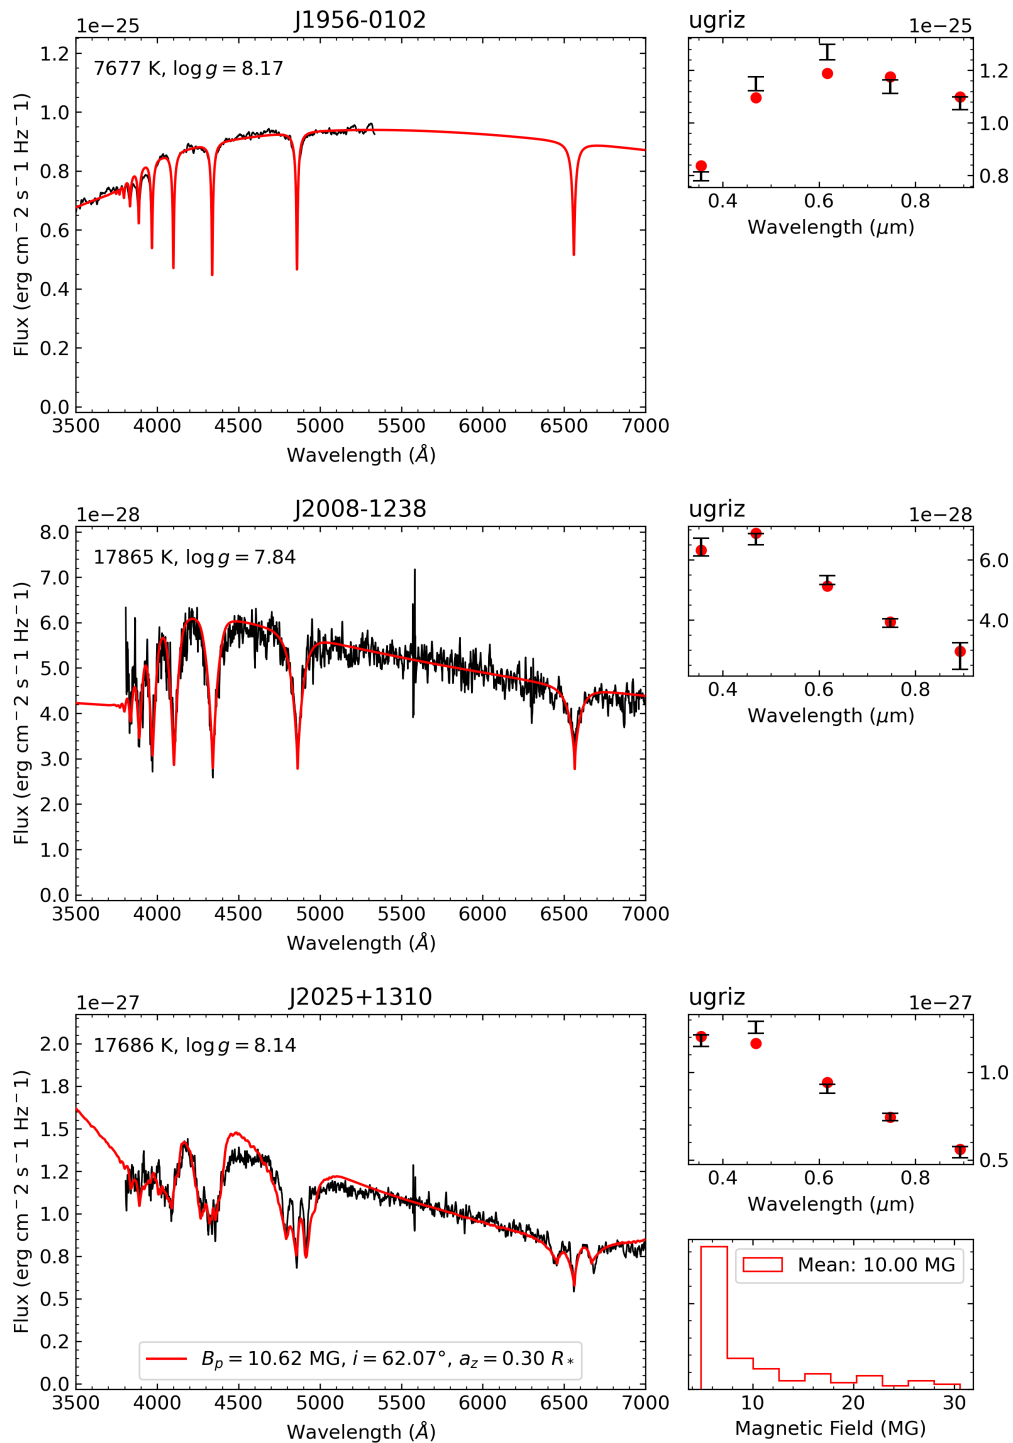 J1956-0102
1e−25
7677 K, log g = 8.17
Flux (erg cm−2 s−1 Hz−1)
1.2
1.0
0.8
0.6
0.4
0.2
0.0
3500 4000 4500 5000 5500 6000 6500 7000
Wavelength (Å)
ugriz
1e−25
1.2
1.0
0.8
0.4 0.6 0.8
Wavelength (μm)
J2008-1238
1e−28
17865 K, log g = 7.84
Flux (erg cm−2 s−1 Hz−1)
8.0
7.0
6.0
5.0
4.0
3.0
2.0
1.0
0.0
3500 4000 4500 5000 5500 6000 6500 7000
Wavelength (Å)
ugriz
1e−28
6.0
4.0
0.4 0.6 0.8
Wavelength (μm)
J2025+1310
1e−27
17686 K, log g = 8.14
Flux (erg cm−2 s−1 Hz−1)
2.0
1.8
1.5
1.2
1.0
0.8
0.5
0.2
0.0
B_p = 10.62 MG, i = 62.07°, a_z = 0.30 R_*
3500 4000 4500 5000 5500 6000 6500 7000
Wavelength (Å)
ugriz
1e−27
1.0
0.5
0.4 0.6 0.8
Wavelength (μm)
Mean: 10.00 MG
10 20 30
Magnetic Field (MG)